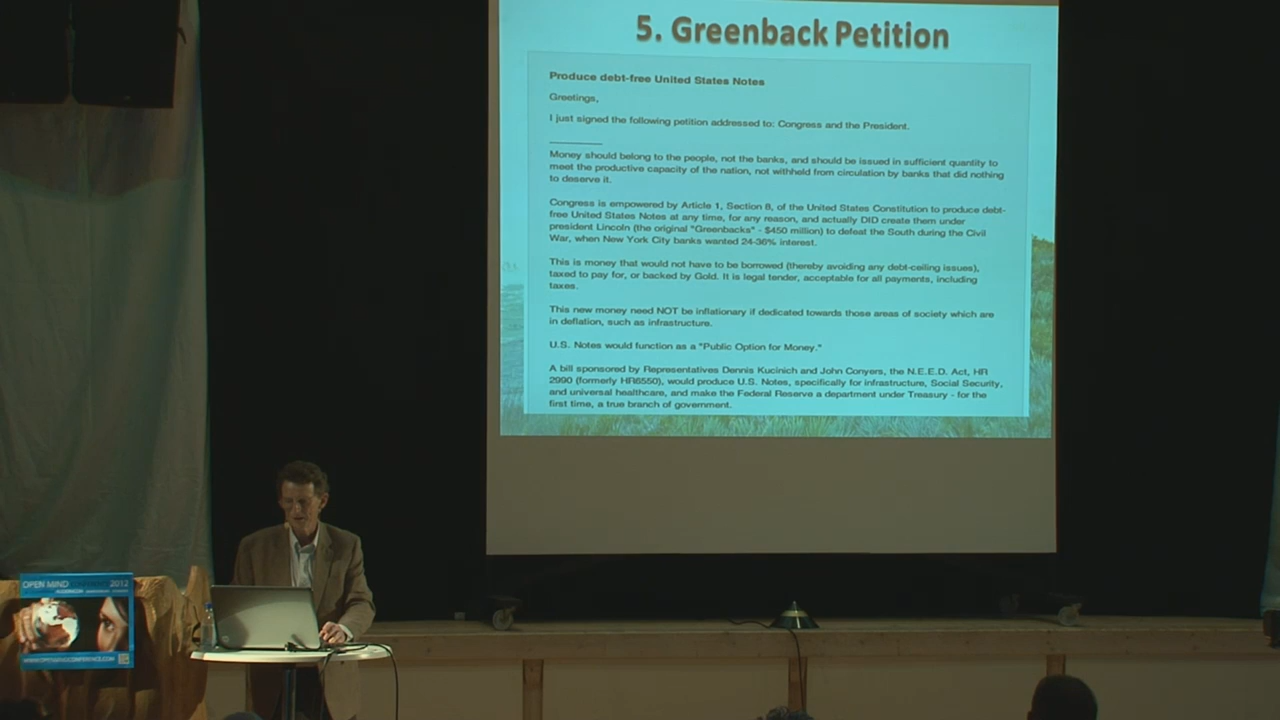 5. Greenback Petition
Produce debt-free United States Notes
Greetings,
I just signed the following petition addressed to: Congress and the President.
Money should belong to the people, not the banks, and should be issued in sufficient quantity to
meet the productive capacity of the nation, not withheld from circulation by banks that did nothing
to deserve it.
Congress is empowered by Article 1, Section 8, of the United States Constitution to produce debt-
free United States Notes at any time, for any reason, and actually DID create them under
president Lincoln (the original "Greenbacks" - $450 million) to defeat the South during the Civil
War, when New York City banks wanted 24-36% interest.
This is money that would not have to be borrowed (thereby avoiding any debt-ceiling issues),
taxed to pay for, or backed by Gold. It is legal tender, acceptable for all payments, including
taxes.
This new money need NOT be inflationary if dedicated towards those areas of society which are
in deflation, such as infrastructure.
U.S. Notes would function as a "Public Option for Money."
A bill sponsored by Representatives Dennis Kucinich and John Conyers, the N.E.E.D. Act, HR
2990 (formerly HR6550), would produce U.S. Notes, specifically for infrastructure, Social Security,
and universal healthcare, and make the Federal Reserve a department under Treasury - for the
first time, a true branch of government.
OPEN MIND CONFERENCE 2012
WWW.OPENMINDCONFERENCE.COM